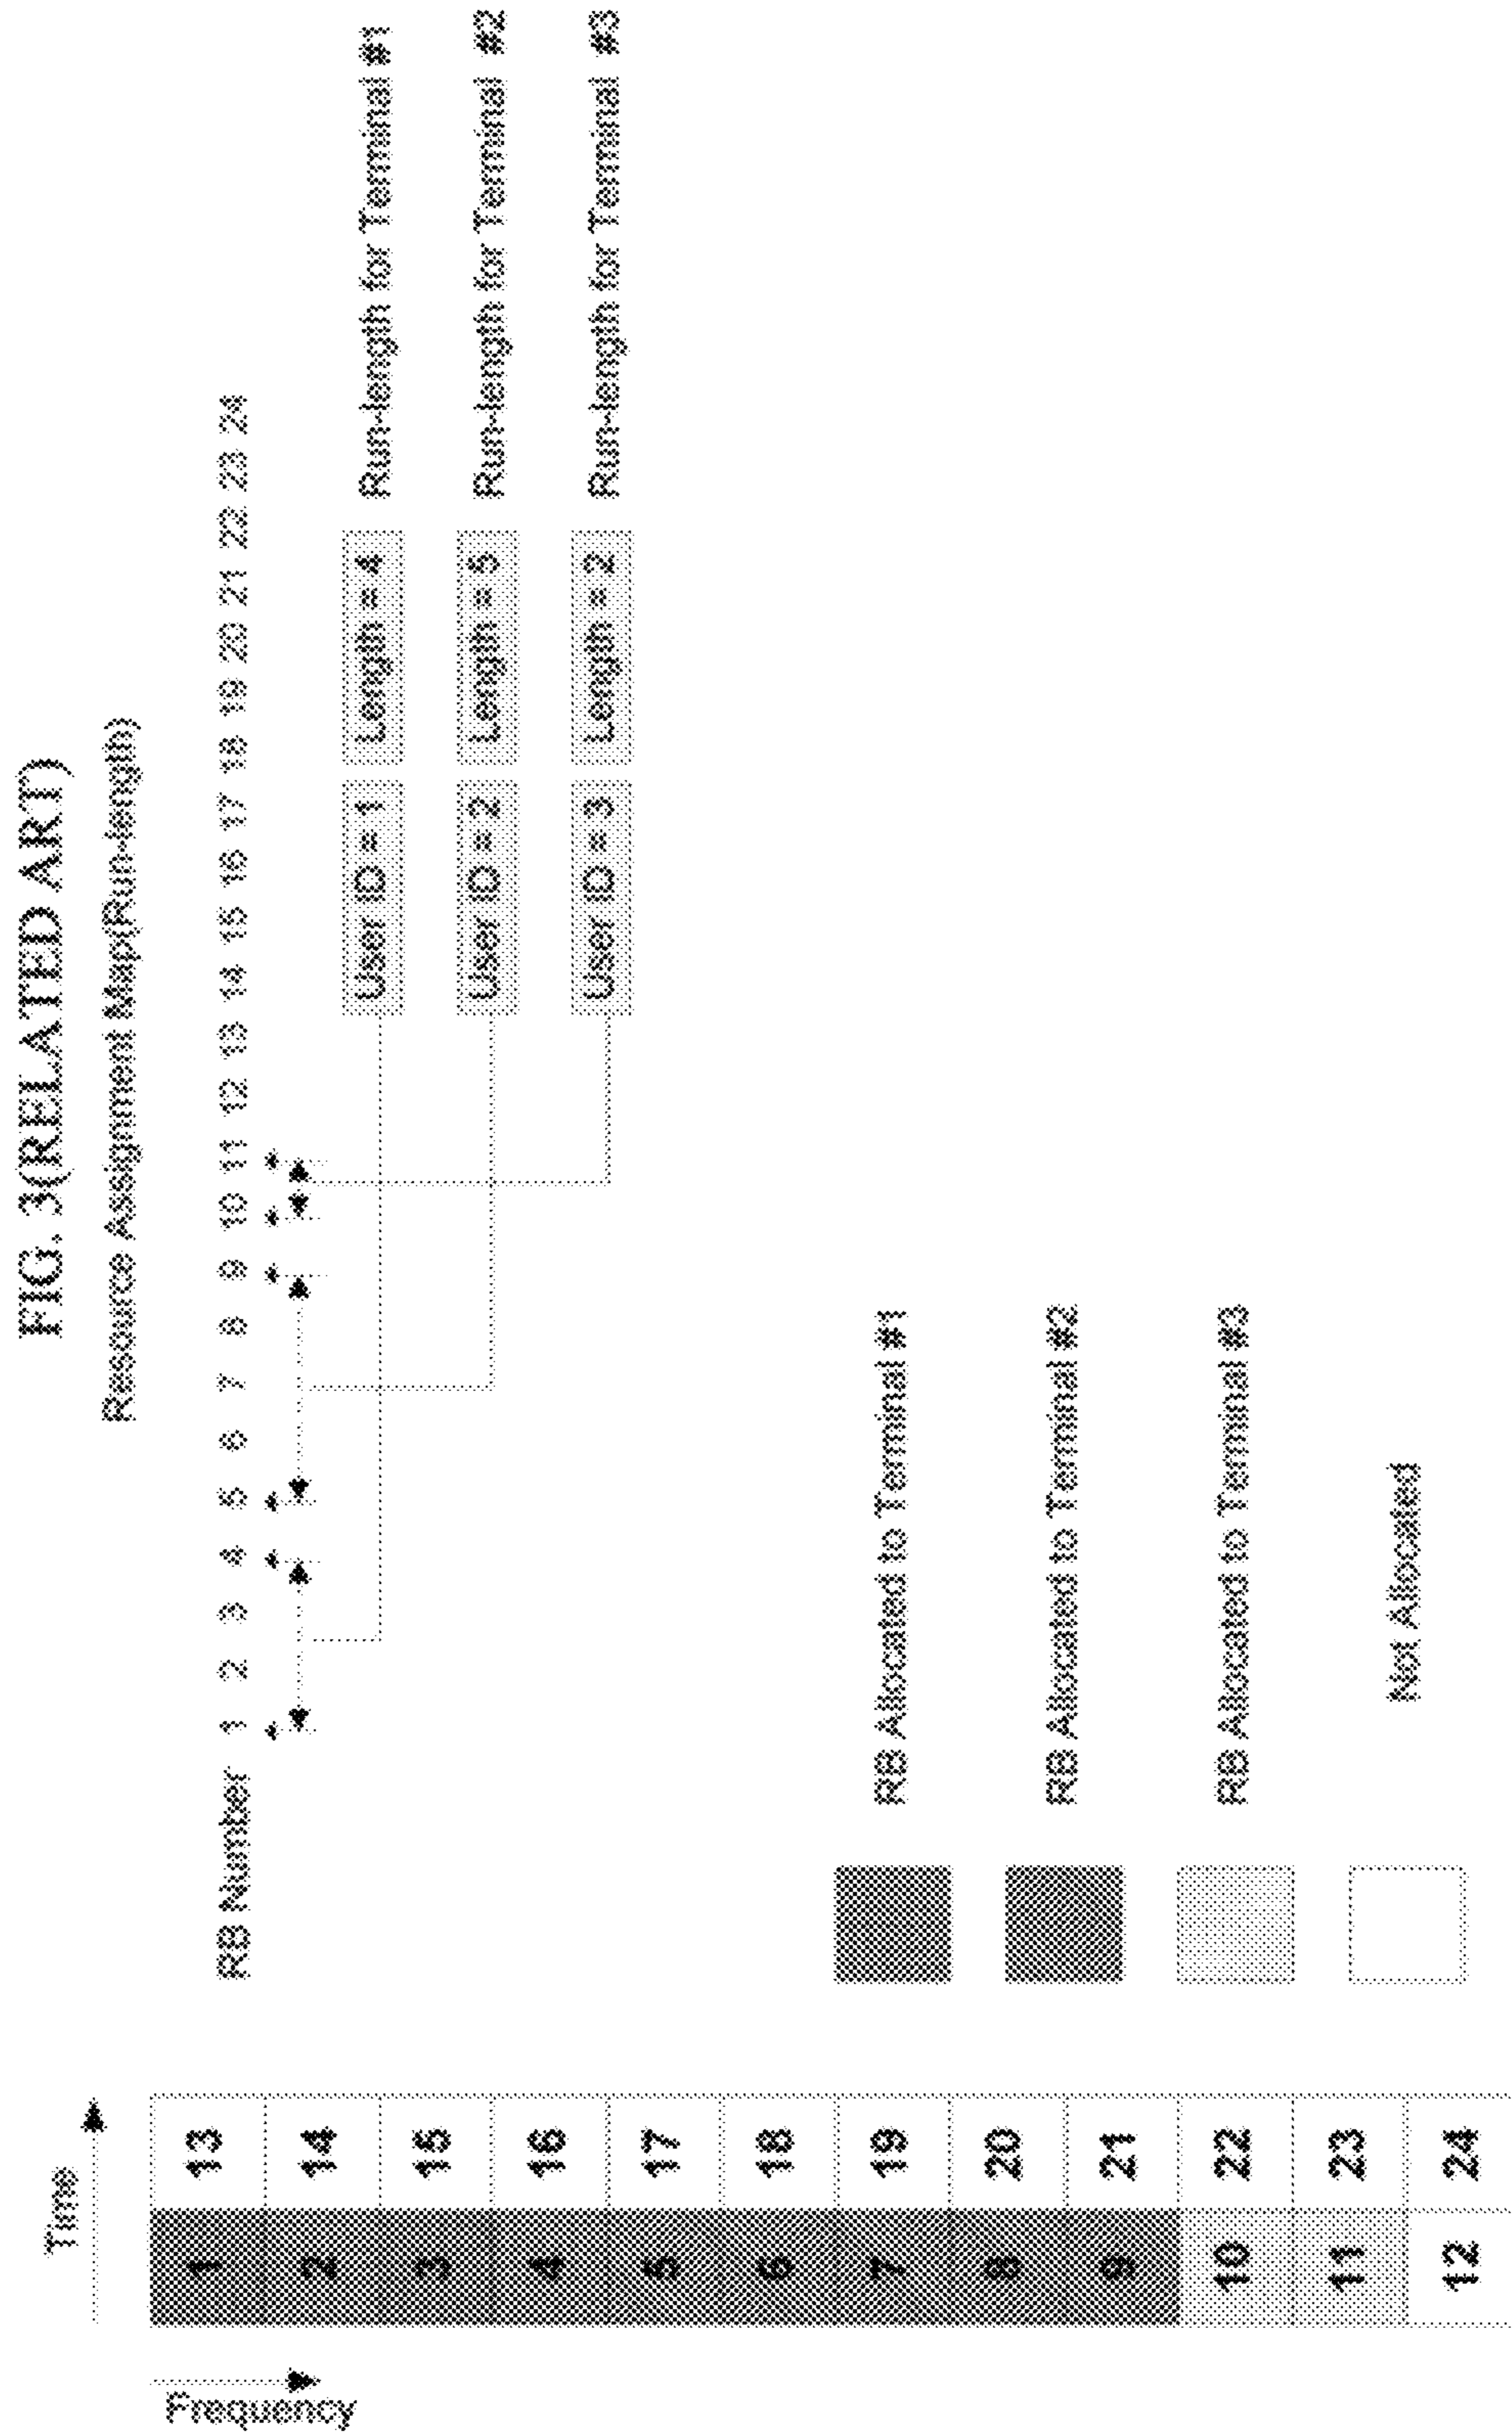 FIG. 3(RELATED ART)
Resource Assignment Map(Run-length)
Time
Frequency
1 13
2 14
3 15
4 16
5 17
6 18
7 19
8 20
9 21
10 22
11 23
12 24
RB Number 1 2 3 4 5 6 7 8 9 10 11 12 13 14 15 16 17 18 19 20 21 22 23 24
User ID = 1 Length = 4 Run-length for Terminal #1
User ID = 2 Length = 5 Run-length for Terminal #2
User ID = 3 Length = 2 Run-length for Terminal #3
RB Allocated to Terminal #1
RB Allocated to Terminal #2
RB Allocated to Terminal #3
Not Allocated